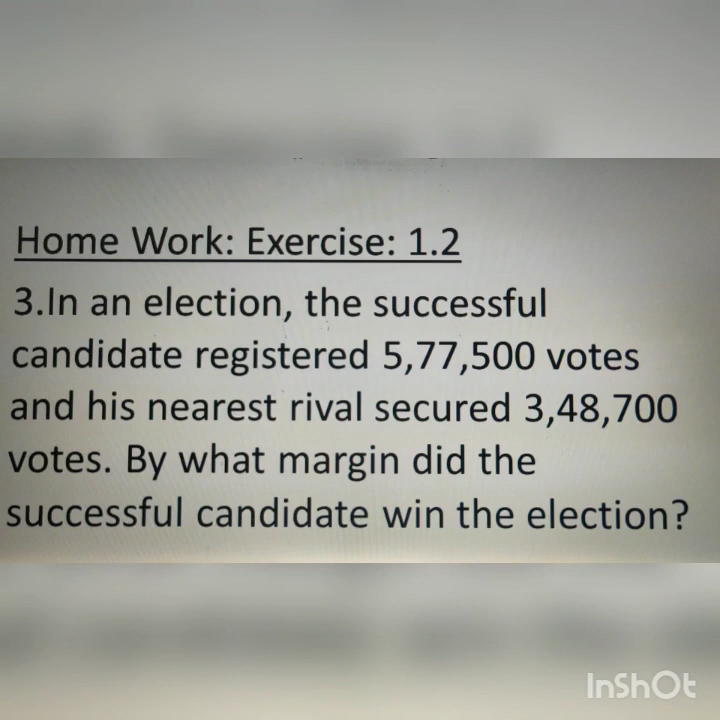 Home Work: Exercise: 1.2
3.In an election, the successful
candidate registered 5,77,500 votes
and his nearest rival secured 3,48,700
votes. By what margin did the
successful candidate win the election?
InShOt